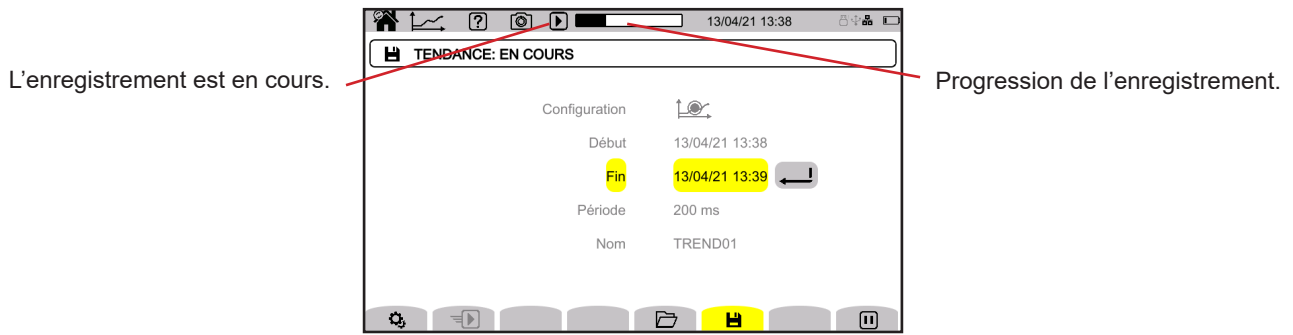 13/04/21 13:38
TENDANCE: EN COURS
L'enregistrement est en cours.
Progression de l'enregistrement.
Configuration
Début 13/04/21 13:38
Fin 13/04/21 13:39
Période 200 ms
Nom TREND01